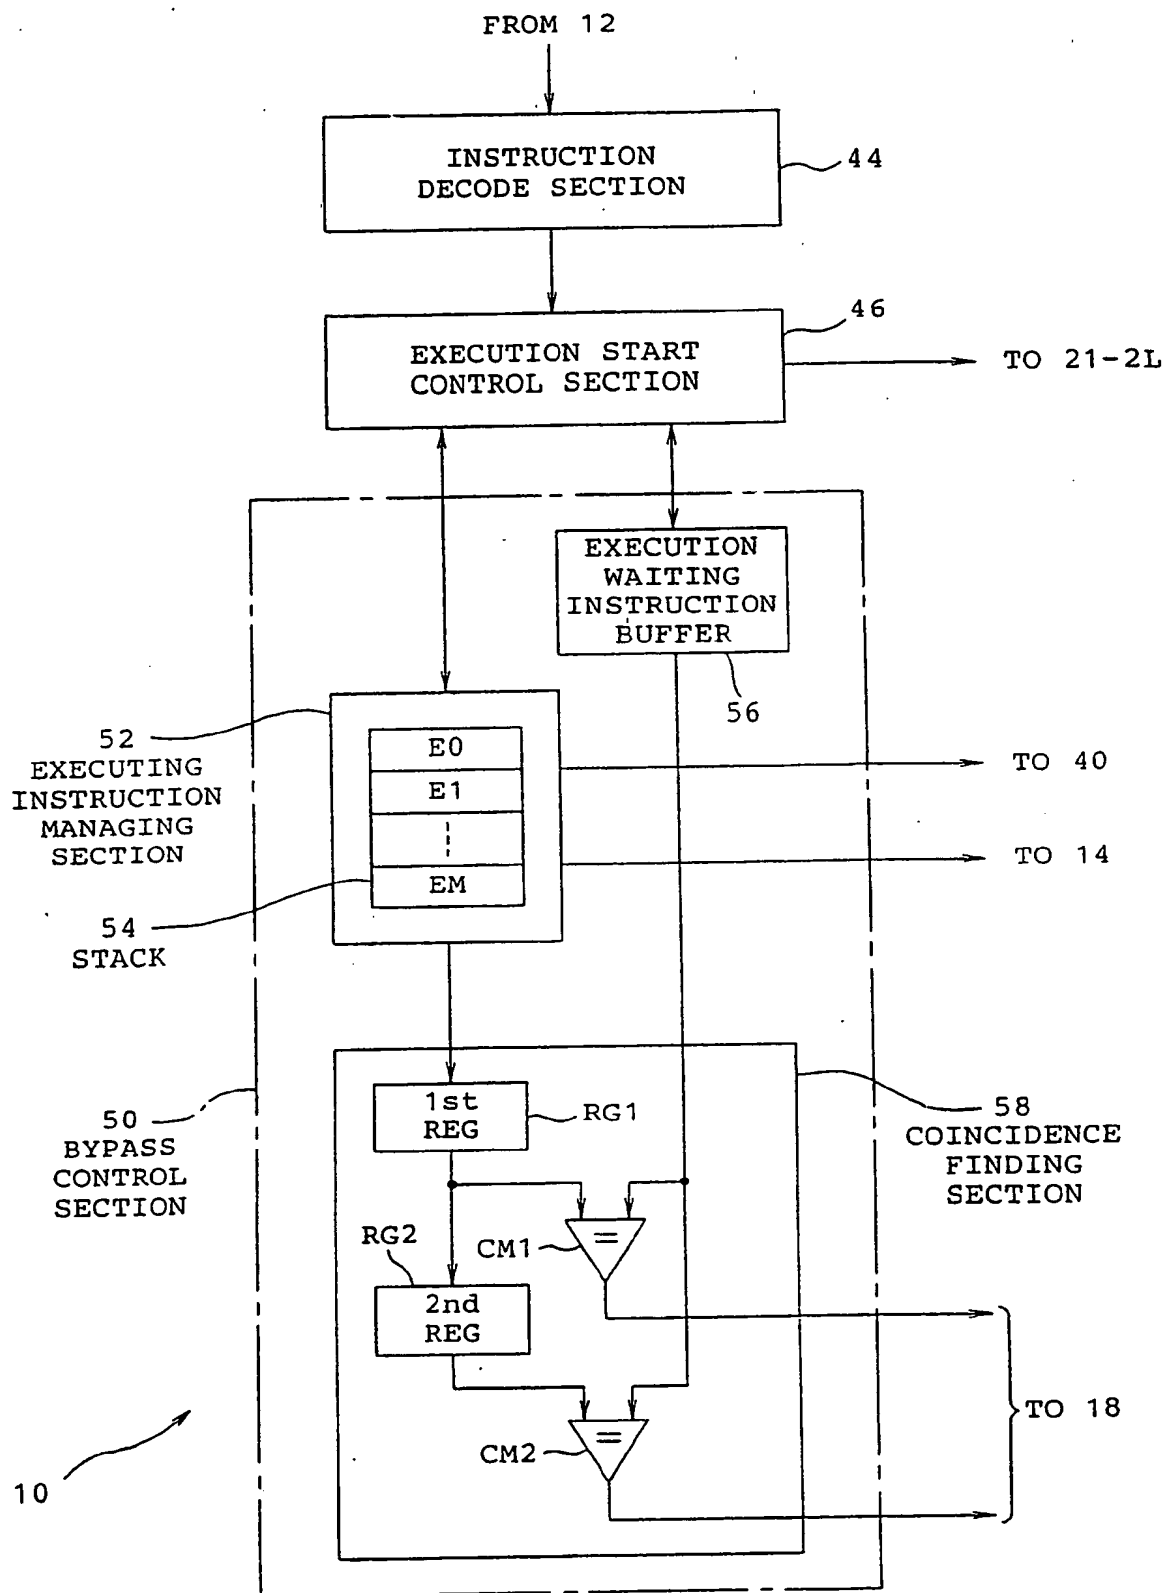 FROM 12
INSTRUCTION
DECODE SECTION
44
EXECUTION START
CONTROL SECTION
46
TO 21-2L
EXECUTION
WAITING
INSTRUCTION
BUFFER
56
52
EXECUTING
INSTRUCTION
MANAGING
SECTION
E0
E1
EM
TO 40
TO 14
54
STACK
50
BYPASS
CONTROL
SECTION
1st
REG
RG1
58
COINCIDENCE
FINDING
SECTION
RG2
CM1
=
2nd
REG
CM2
=
TO 18
10